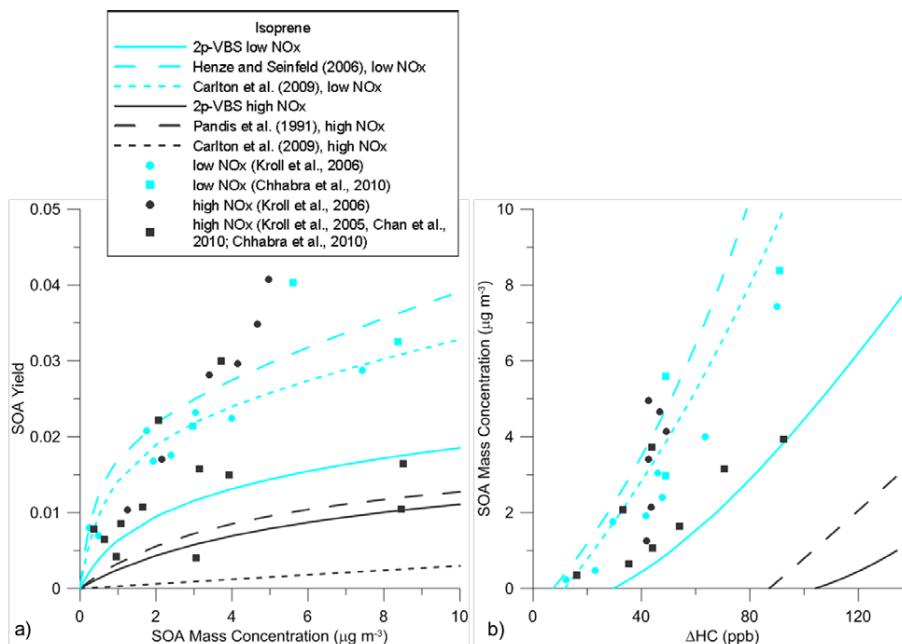 Isoprene
2p-VBS low NOx
Henze and Seinfeld (2006), low NOx
Carlton et al. (2009), low NOx
2p-VBS high NOx
Pandis et al. (1991), high NOx
Carlton et al. (2009), high NOx
low NOx (Kroll et al., 2006)
low NOx (Chhabra et al., 2010)
high NOx (Kroll et al., 2006)
high NOx (Kroll et al., 2005, Chan et al.,
2010; Chhabra et al., 2010)
0.05
0.04
0.03
0.02
0.01
0
SOA Yield
0 2 4 6 8 10
a) SOA Mass Concentration (µg m⁻³)
10
8
6
4
2
0
SOA Mass Concentration (µg m⁻³)
0 40 80 120
b) ΔHC (ppb)